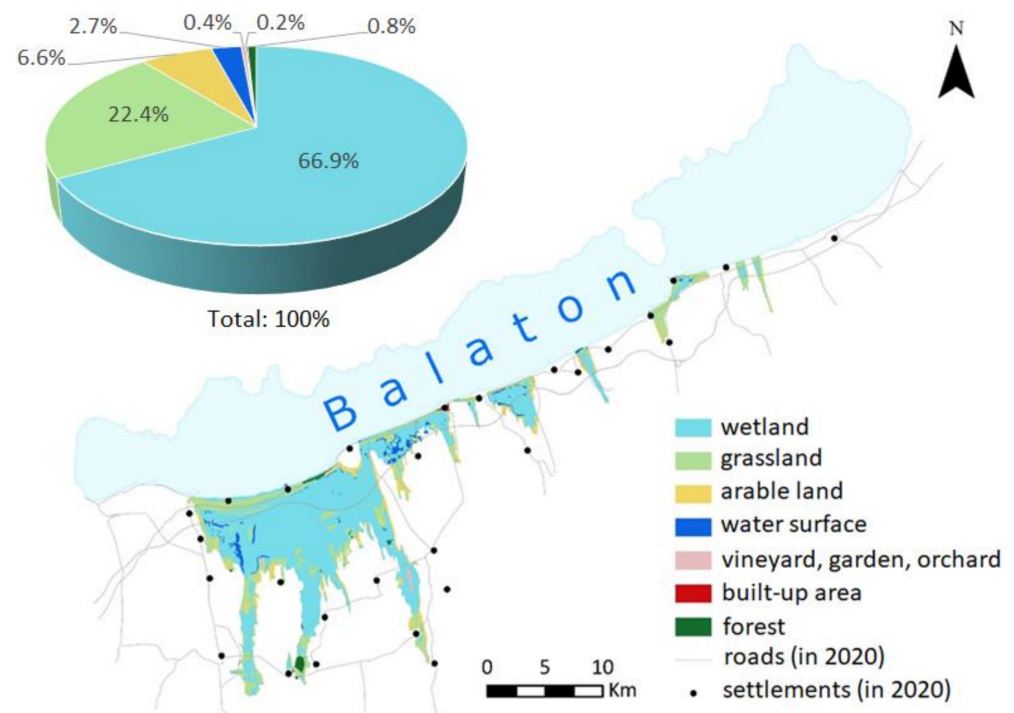 2.7%
0.4%
0.2%
0.8%
6.6%
22.4%
66.9%
Total: 100%
N
Balaton
wetland
grassland
arable land
water surface
vineyard, garden, orchard
built-up area
forest
roads (in 2020)
settlements (in 2020)
0 5 10
Km